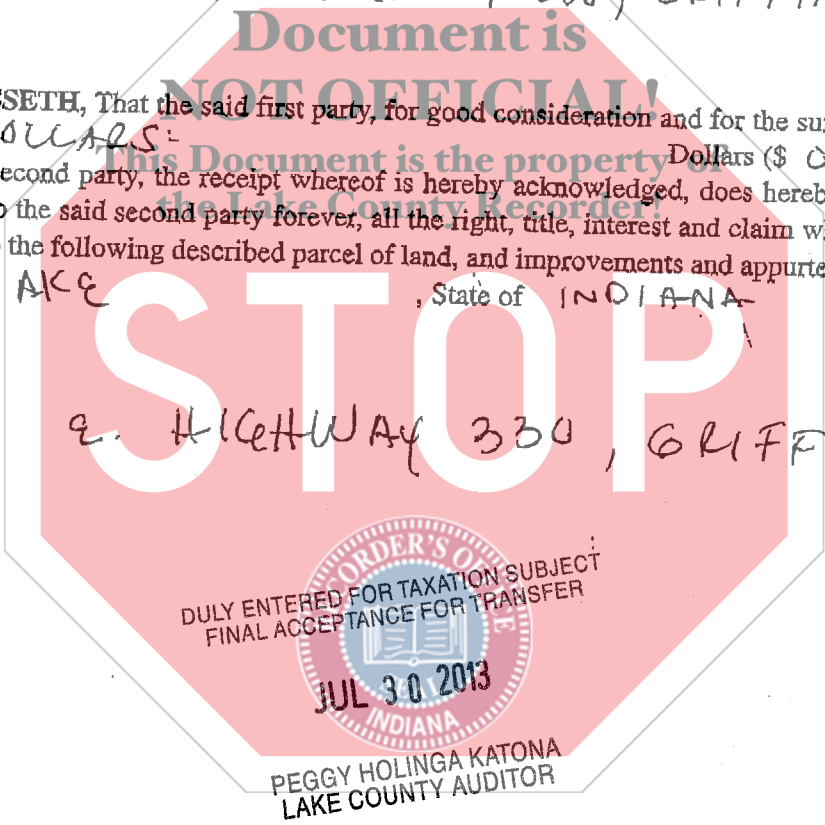 Document is
NOT OFFICIAL!
SSETH, That the said first party, for good consideration and for the su
OLLARS: Dollars ($
This Document is the property of
econd party, the receipt whereof is hereby acknowledged, does hereb
the Lake County Recorder!
o the said second party forever, all the right, title, interest and claim w
the following described parcel of land, and improvements and appurte
AKE , State of INDIANA
STOP
E. HIGHWAY 330, GRIFF
RECORDER'S OFFICE
DULY ENTERED FOR TAXATION SUBJECT
FINAL ACCEPTANCE FOR TRANSFER
SEAL
JUL 30 2013
INDIANA
PEGGY HOLINGA KATONA
LAKE COUNTY AUDITOR